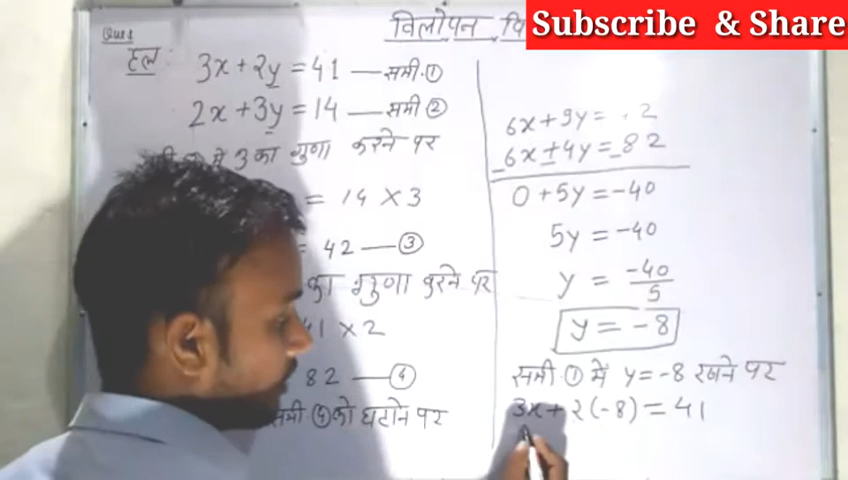 Subscribe & Share
Ques
विलोपन
हल :
3x + 2y = 41 — समी. ①
2x + 3y = 14 — समी ②
में 3 का गुणा करने पर
= 14 × 3
= 42 — ③
का गुणा करने पर
41 × 2
82 — ④
समी ④ को घटाने पर
6x + 9y = 2
- 6x ± 4y = - 82
0 + 5y = -40
5y = -40
y = -40/5
y = -8
समी ① में y = -8 रखने पर
3x + 2(-8) = 41